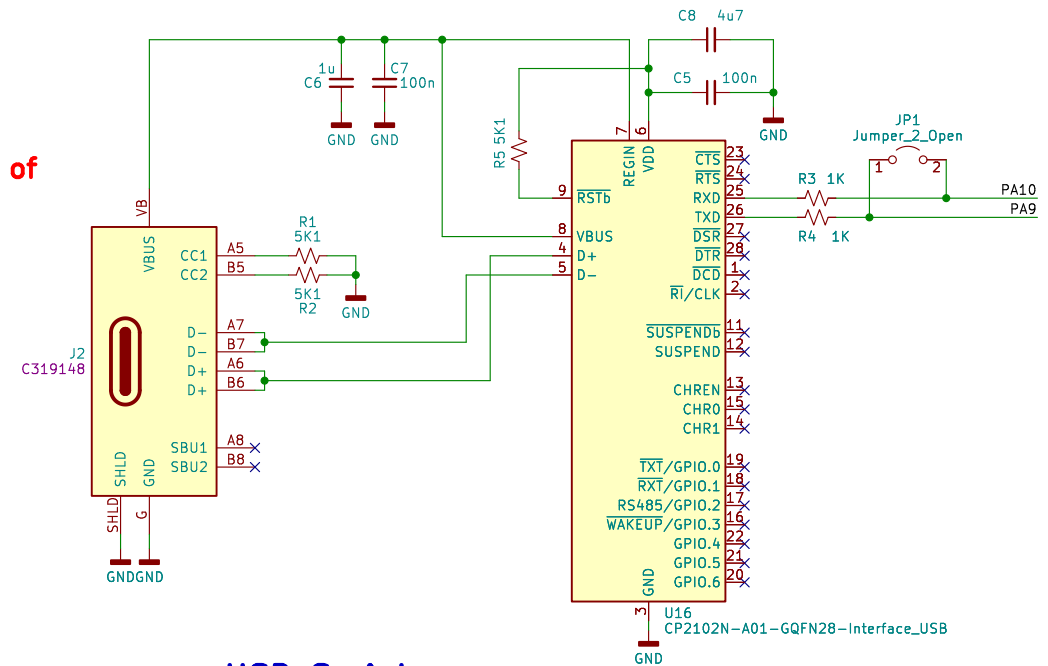 C8 4u7
1u
C6
C7
100n
C5 100n
GND
GND
GND
JP1
Jumper_2_Open
1
2
of
R5 5K1
7
6
REGIN
VDD
CTS 23
RTS 24
RXD 25
TXD 26
DSR 27
DTR 28
DCD 1
RI/CLK 2
R3 1K
R4 1K
PA10
PA9
9 RSTb
8 VBUS
4 D+
5 D-
VB
VBUS
CC1 A5
CC2 B5
R1
5K1
5K1
R2
GND
D- A7
D- B7
D+ A6
D+ B6
J2
C319148
SBU1 A8
SBU2 B8
SHLD
GND
SHLD
G
GND
GND
SUSPENDb 11
SUSPEND 12
CHREN 13
CHR0 15
CHR1 14
TXT/GPIO.0 19
RXT/GPIO.1 18
RS485/GPIO.2 17
WAKEUP/GPIO.3 16
GPIO.4 22
GPIO.5 21
GPIO.6 20
GND
3
U16
CP2102N-A01-GQFN28-Interface_USB
GND